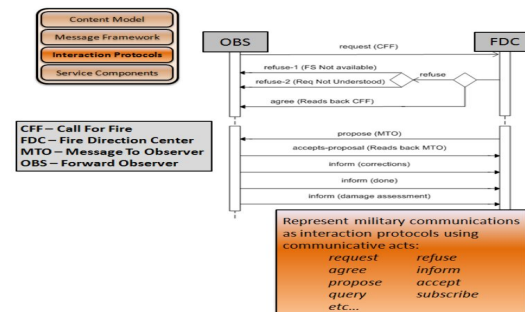 Content Model
Message Framework
Interaction Protocols
Service Components
OBS
FDC
request (CFF)
refuse-1 (FS Not available)
refuse
refuse-2 (Req Not Understood)
agree (Reads back CFF)
CFF – Call For Fire
FDC – Fire Direction Center
MTO – Message To Observer
OBS – Forward Observer
propose (MTO)
accepts-proposal (Reads back MTO)
inform (corrections)
inform (done)
inform (damage assessment)
Represent military communications
as interaction protocols using
communicative acts:
request refuse
agree inform
propose accept
query subscribe
etc...